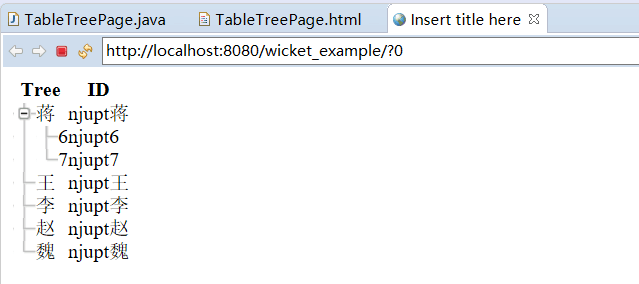 TableTreePage.java TableTreePage.html Insert title here
http://localhost:8080/wicket_example/?0
Tree ID
蒋 njupt蒋
6 njupt6
7 njupt7
王 njupt王
李 njupt李
赵 njupt赵
魏 njupt魏